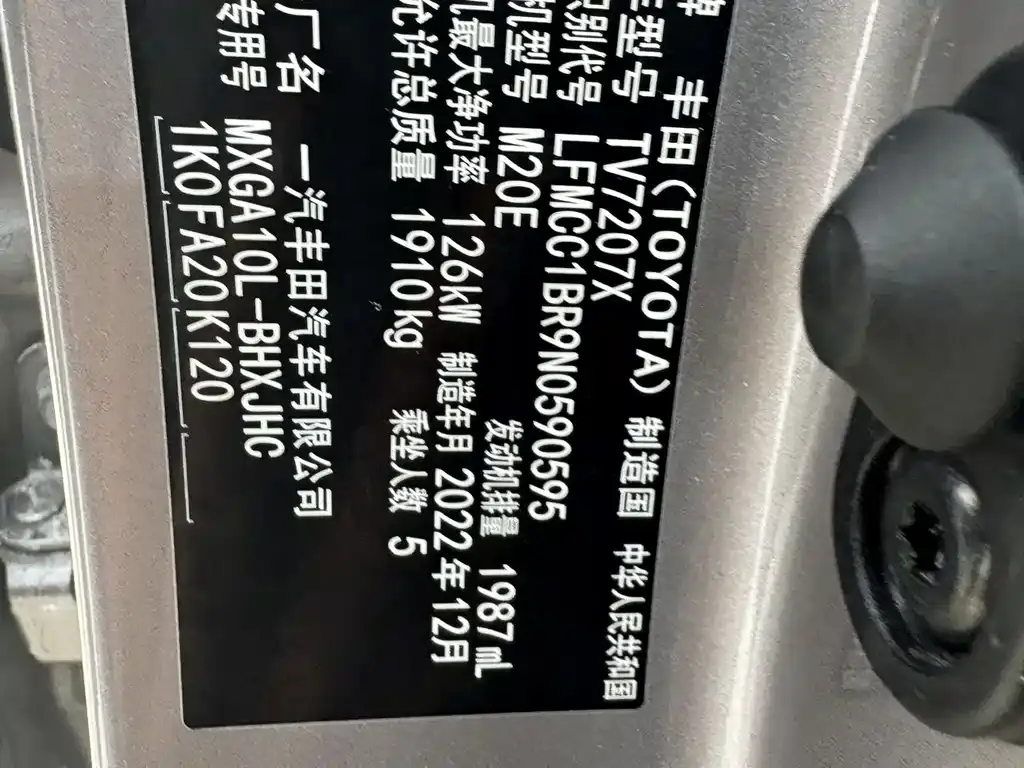 牌 丰田(TOYOTA) 制造国 中华人民共和国
车型号 TV7207X
识别代号 LFMCC1BR9N0590595
机型号 M20E 发动机排量 1987mL
机最大净功率 126kW 制造年月 2022年12月
允许总质量 1910kg 乘坐人数 5
厂名 一汽丰田汽车有限公司
专用号 MXGA10L-BHXJHC
1K0FA20K120